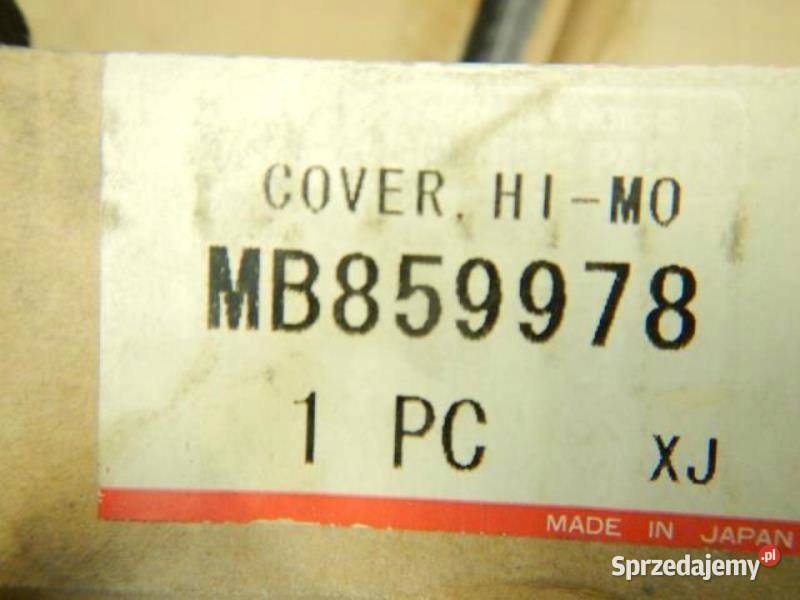 COVER, HI-MO
MB859978
1 PC XJ
MADE IN JAPAN
Sprzedajemy.pl